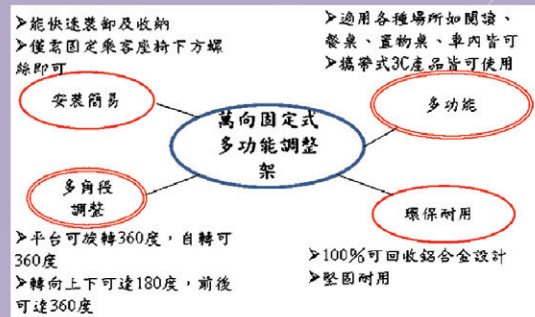 ➢能快速裝卸及收納
➢僅需固定乘客座椅下方螺
絲即可
安裝簡易
➢適用各種場所如閱讀、
餐桌、置物桌、車內皆可
➢攜帶式3C產品皆可使用
多功能
萬向固定式
多功能調整
架
多角段
調整
➢平台可旋轉360度，自轉可
360度
➢轉向上下可達180度，前後
可達360度
環保耐用
➢100%可回收鋁合金設計
➢堅固耐用